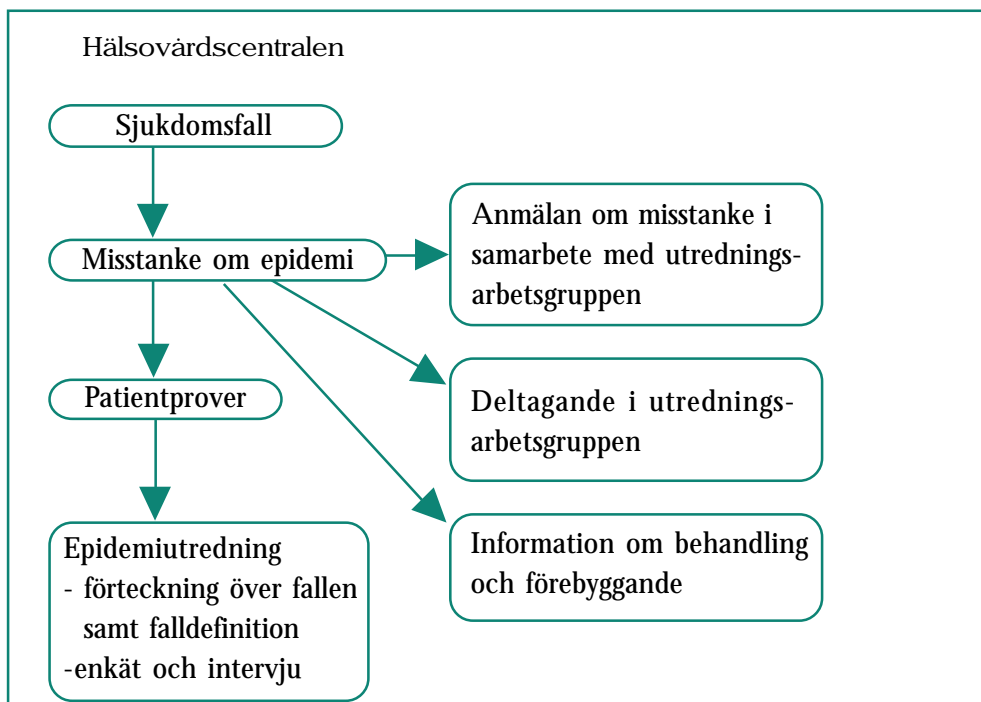 Hälsovårdscentralen
Sjukdomsfall
Misstanke om epidemi
Anmälan om misstanke i
samarbete med utrednings-
arbetsgruppen
Patientprover
Deltagande i utrednings-
arbetsgruppen
Epidemiutredning
- förteckning över fallen
samt falldefinition
-enkät och intervju
Information om behandling
och förebyggande